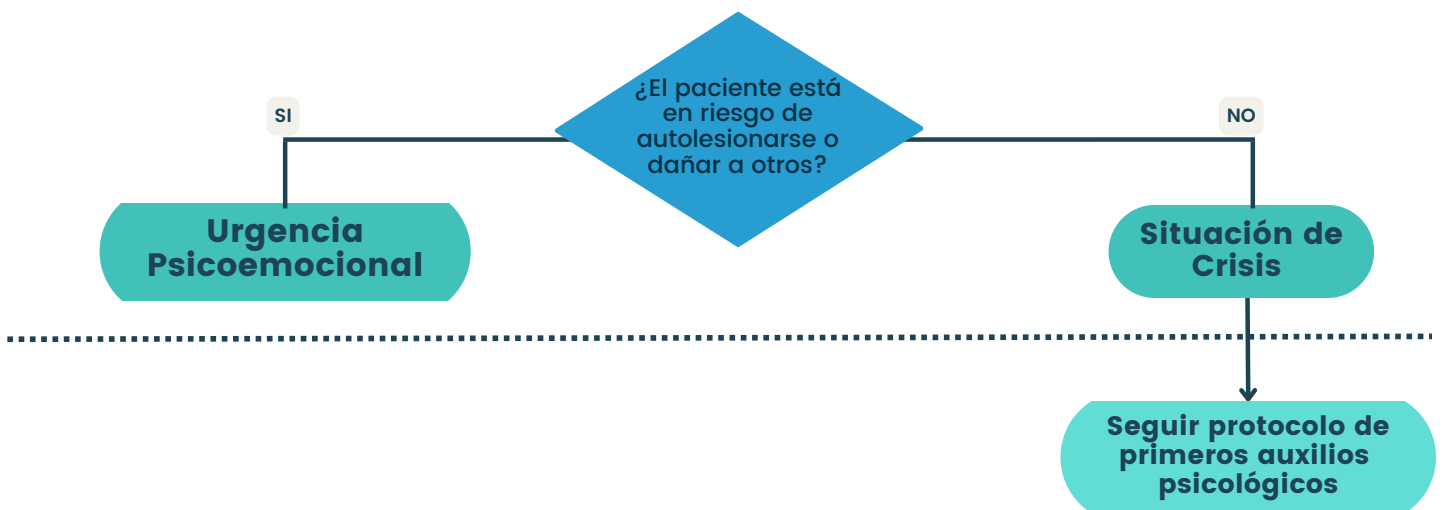 ¿El paciente está
en riesgo de
autolesionarse o
dañar a otros?
SI
NO
Urgencia
Psicoemocional
Situación de
Crisis
Seguir protocolo de
primeros auxilios
psicológicos